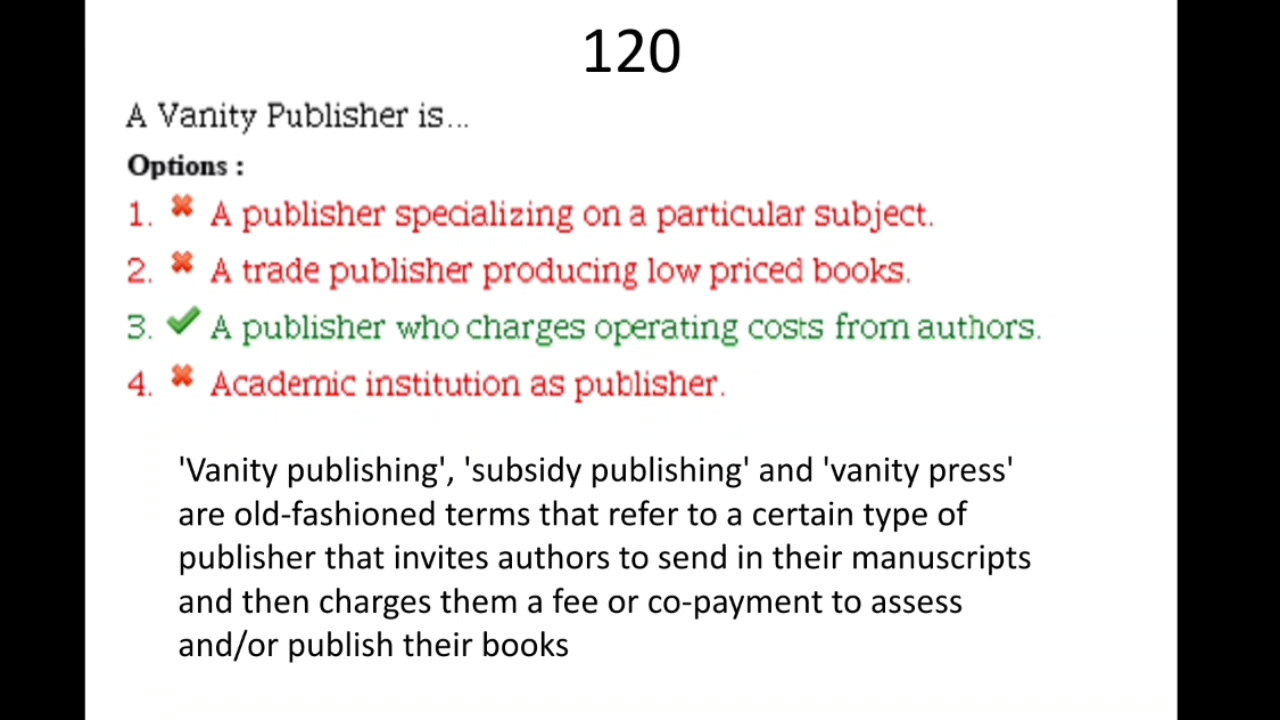 120
A Vanity Publisher is...
Options :
1. ✖ A publisher specializing on a particular subject.
2. ✖ A trade publisher producing low priced books.
3. ✔ A publisher who charges operating costs from authors.
4. ✖ Academic institution as publisher.
'Vanity publishing', 'subsidy publishing' and 'vanity press'
are old-fashioned terms that refer to a certain type of
publisher that invites authors to send in their manuscripts
and then charges them a fee or co-payment to assess
and/or publish their books